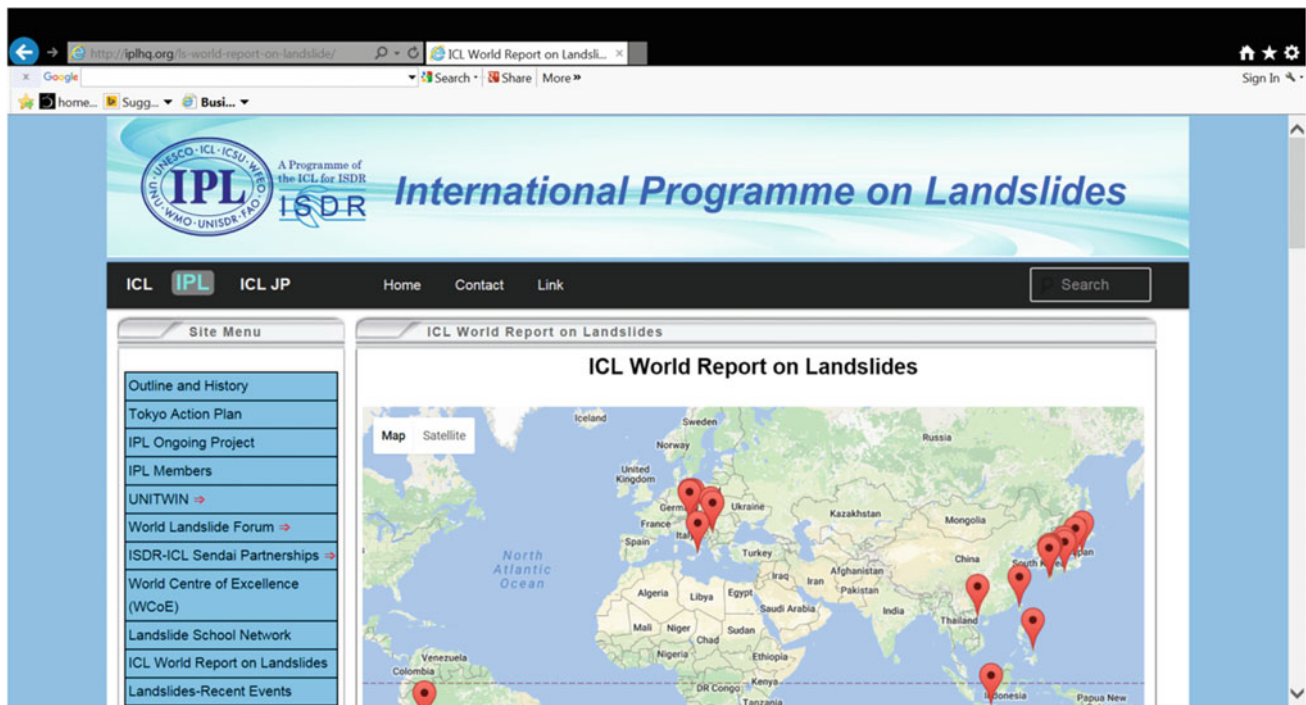 http://iplhq.org/ls-world-report-on-landslide/
ICL World Report on Landsli...
x Google
Search
Share
More »
Sign In
home...
Sugg...
Busi...
UNESCO·ICL·ICSU·WFEO·FAO·UNISDR·WMO·UNU
IPL
A Programme of
the ICL for ISDR
ISDR
International Programme on Landslides
ICL IPL ICL JP Home Contact Link Search
Site Menu
Outline and History
Tokyo Action Plan
IPL Ongoing Project
IPL Members
UNITWIN ⇒
World Landslide Forum ⇒
ISDR-ICL Sendai Partnerships ⇒
World Centre of Excellence
(WCoE)
Landslide School Network
ICL World Report on Landslides
Landslides-Recent Events
ICL World Report on Landslides
ICL World Report on Landslides
Map Satellite
Iceland
Sweden
Norway
Russia
United
Kingdom
Germ
Ukraine
Kazakhstan
Mongolia
France
Italy
Spain
Turkey
China
South K
pan
North
Atlantic
Ocean
Iraq
Iran
Afghanistan
Pakistan
Algeria
Libya
Egypt
Saudi Arabia
India
Thailand
Mali
Niger
Chad
Sudan
Nigeria
Ethiopia
Venezuela
Colombia
DR Congo
Kenya
Tanzania
Indonesia
Papua New